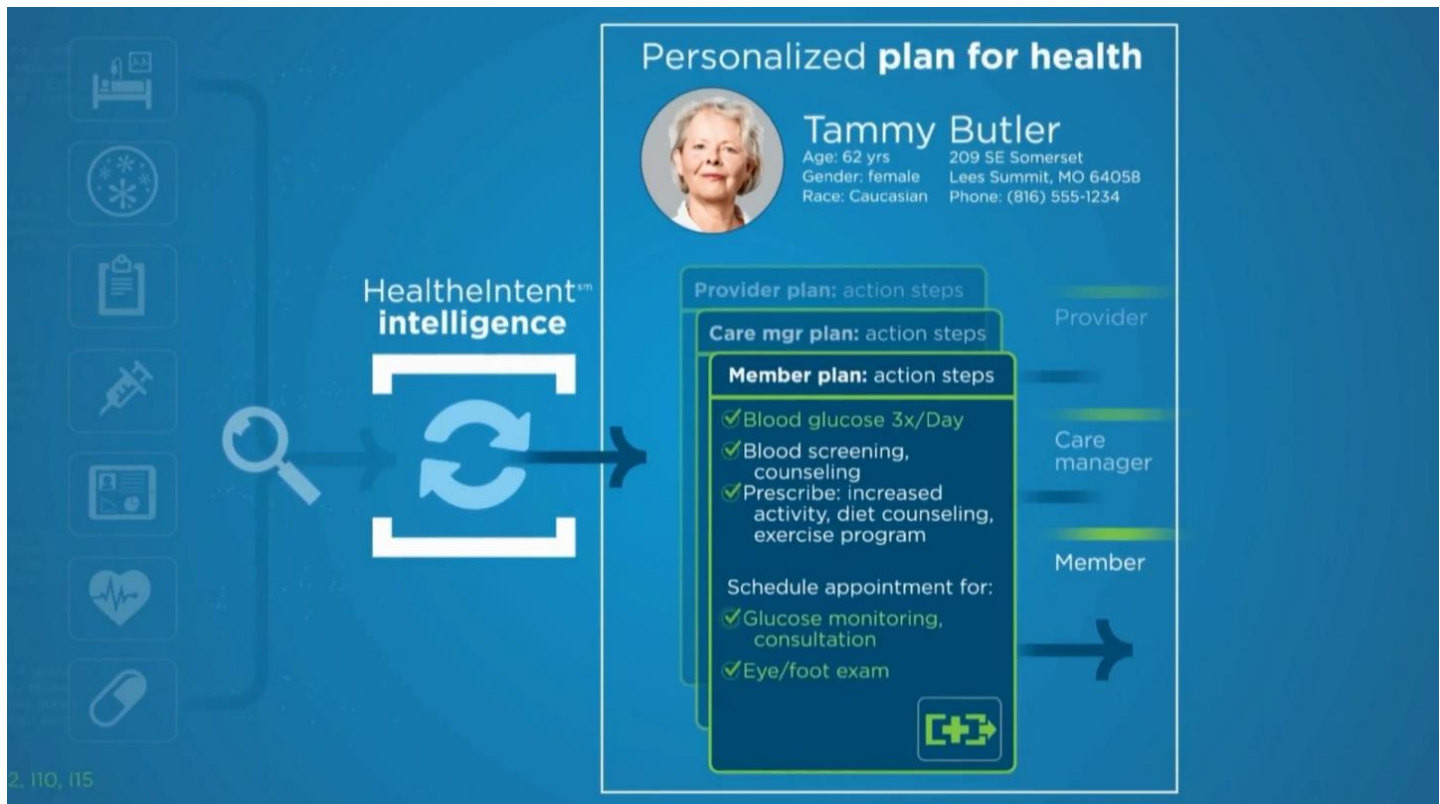 Personalized plan for health
Tammy Butler
Age: 62 yrs
Gender: female
Race: Caucasian
209 SE Somerset
Lees Summit, MO 64058
Phone: (816) 555-1234
HealtheIntent℠
intelligence
Provider plan: action steps
Care mgr plan: action steps
Member plan: action steps
Blood glucose 3x/Day
Blood screening,
counseling
Prescribe: increased
activity, diet counseling,
exercise program
Schedule appointment for:
Glucose monitoring,
consultation
Eye/foot exam
Provider
Care
manager
Member
2, I10, I15